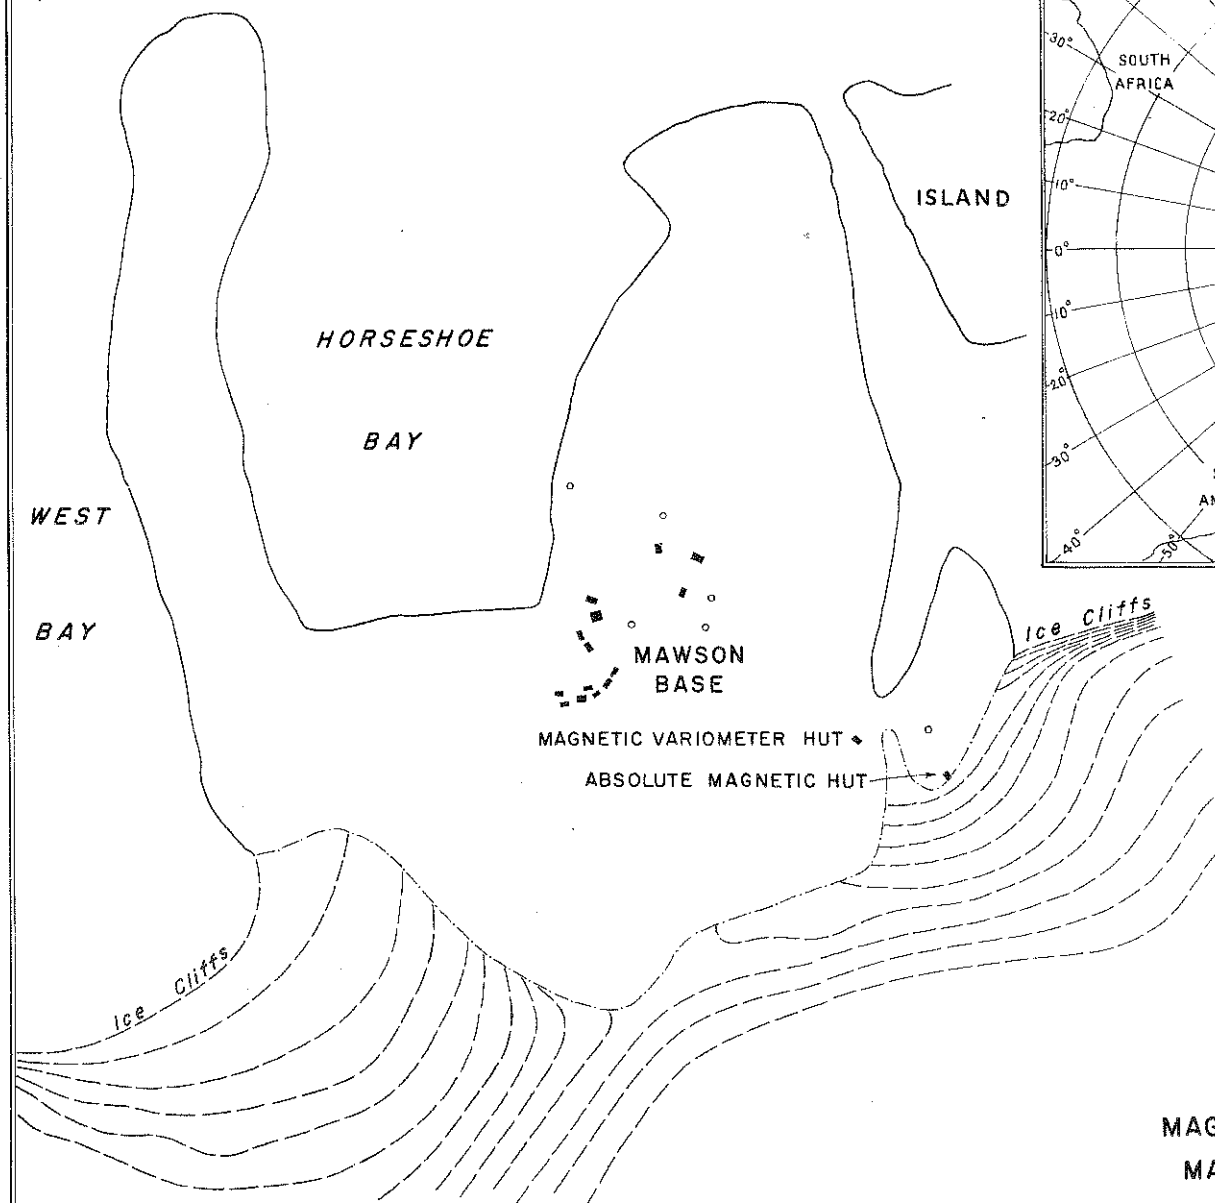 HORSESHOE
BAY
WEST
BAY
ISLAND
MAWSON
BASE
MAGNETIC VARIOMETER HUT
ABSOLUTE MAGNETIC HUT
Ice Cliffs
Ice Cliffs
SOUTH
AFRICA
30°
20°
10°
0°
10°
20°
30°
40°
50°